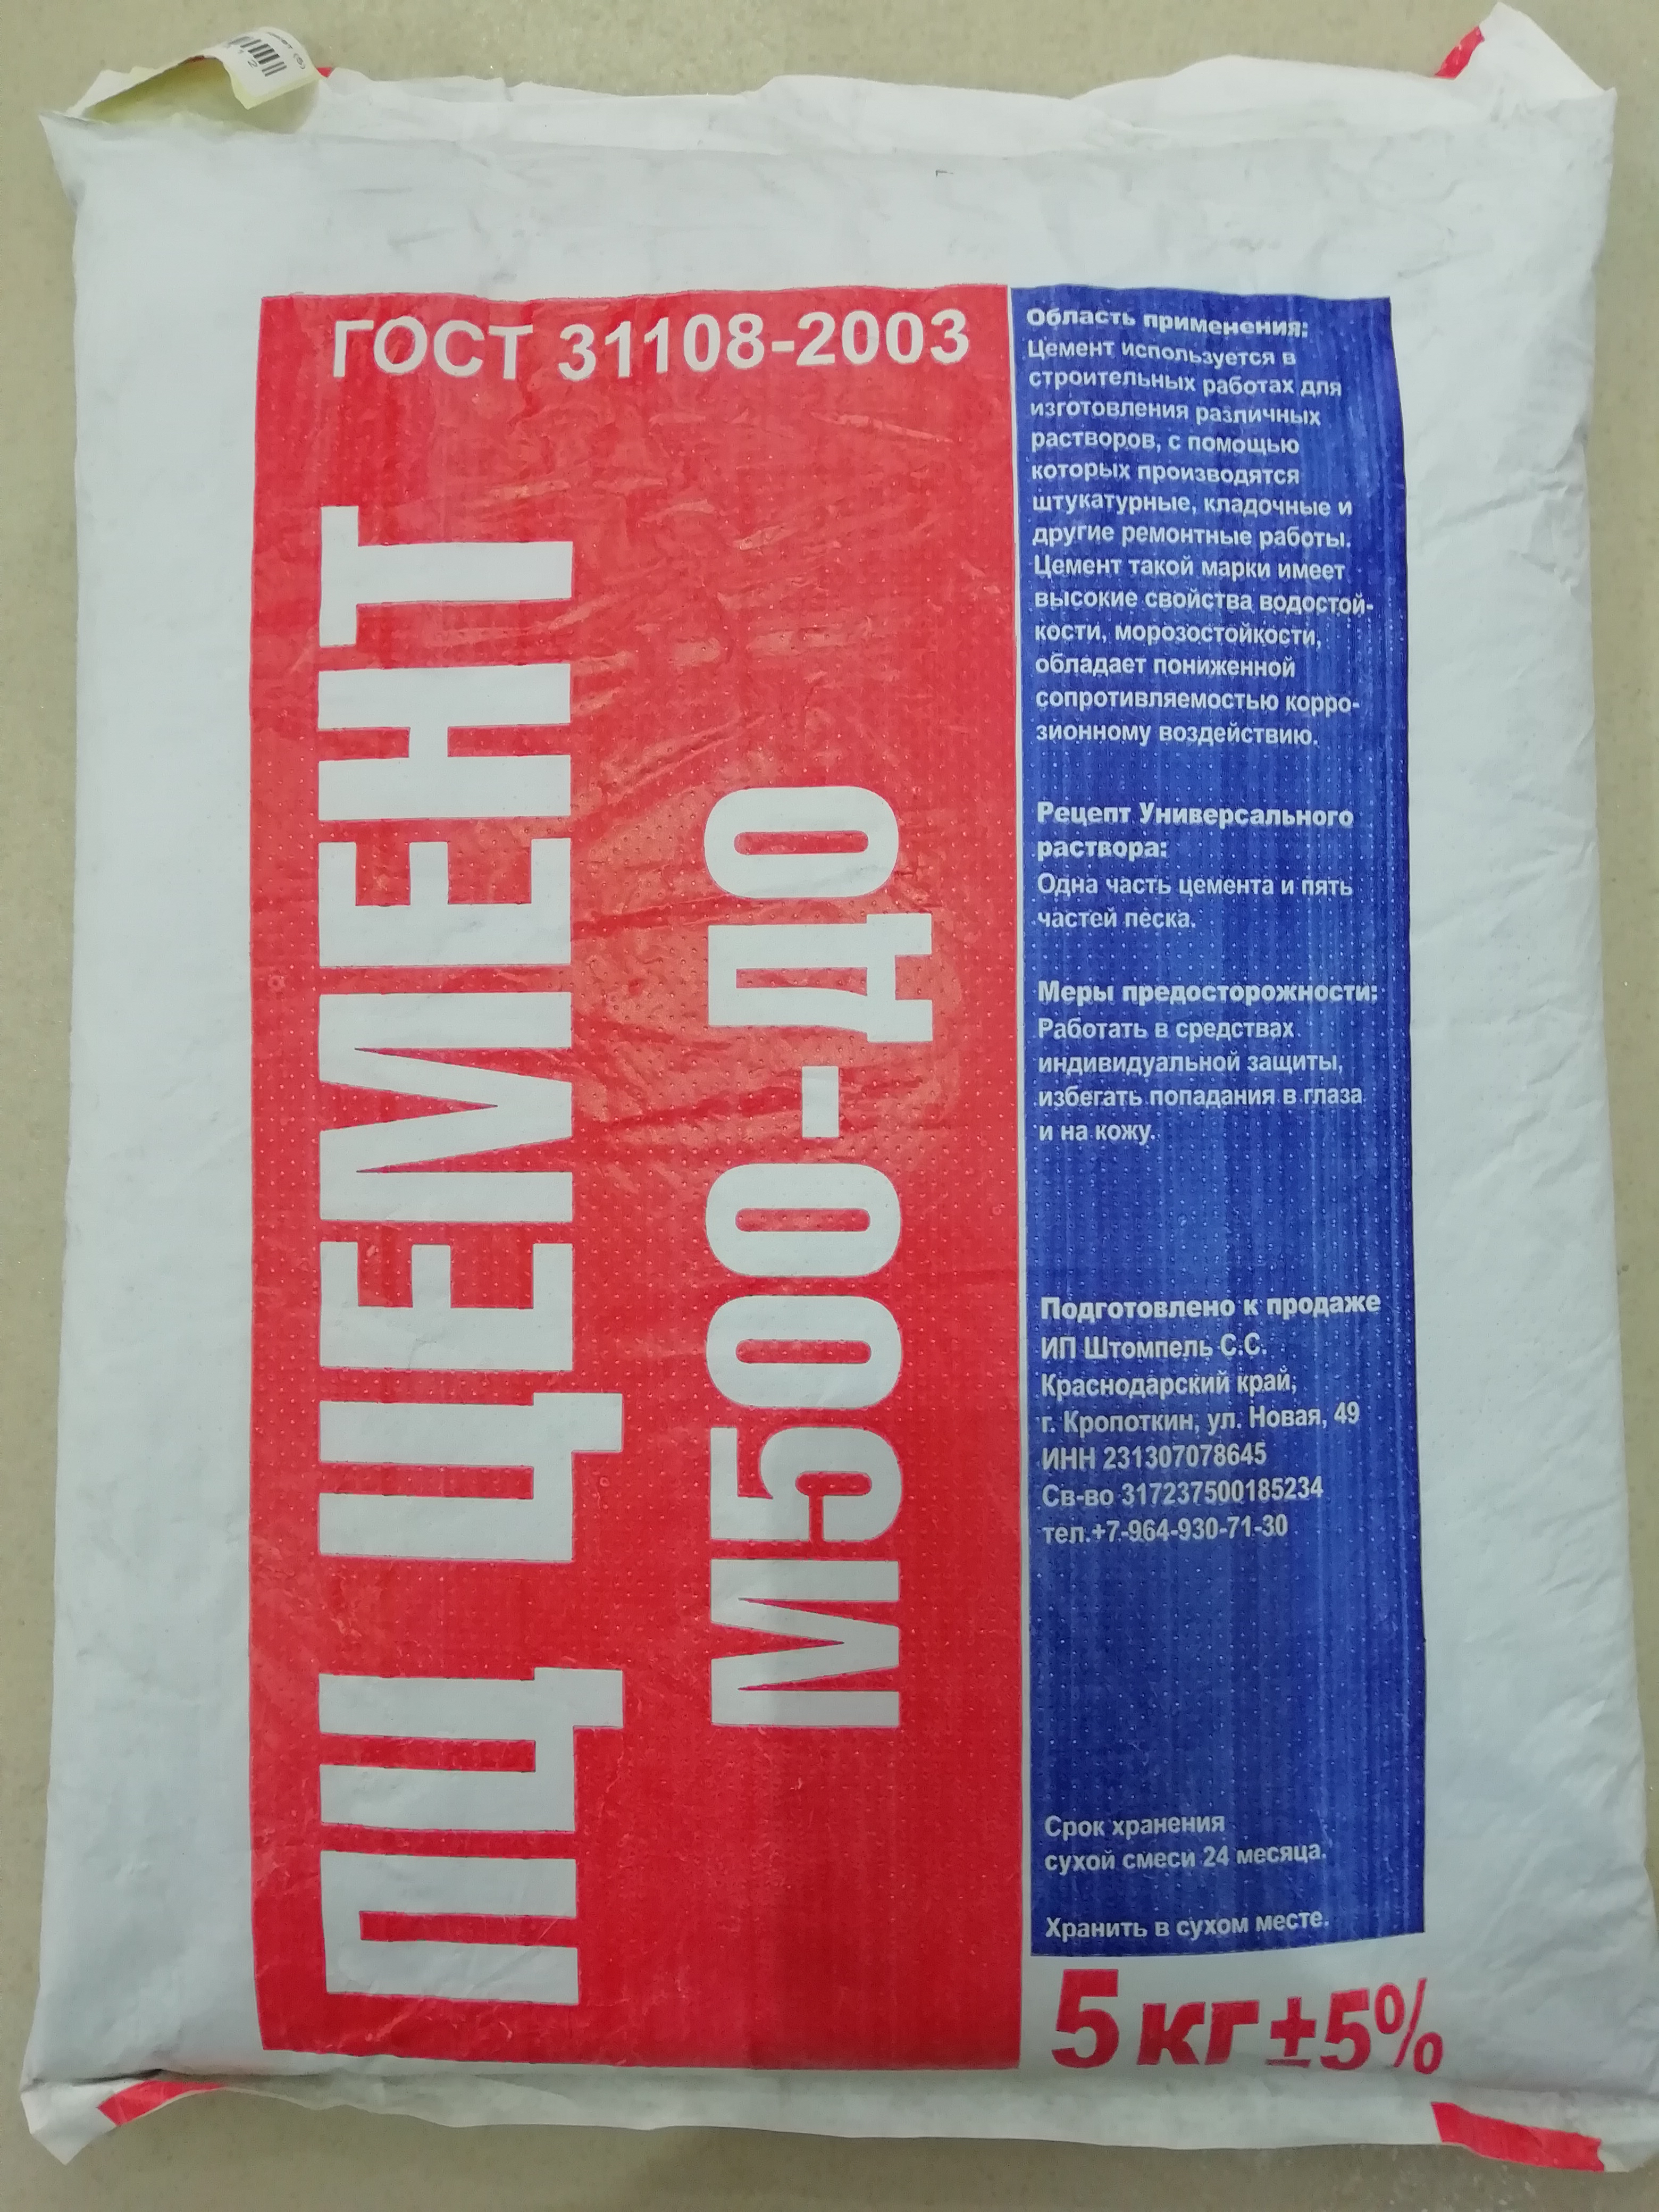 ГОСТ 31108-2003
ПЦ ЦЕМЕНТ
М500-ДО
Область применения:
Цемент используется в
строительных работах для
изготовления различных
растворов, с помощью
которых производятся
штукатурные, кладочные и
другие ремонтные работы.
Цемент такой марки имеет
высокие свойства водостой-
кости, морозостойкости,
обладает пониженной
сопротивляемостью корро-
зионному воздействию.
Рецепт Универсального
раствора:
Одна часть цемента и пять
частей песка.
Меры предосторожности:
Работать в средствах
индивидуальной защиты,
избегать попадания в глаза
и на кожу.
Подготовлено к продаже
ИП Штомпель С.С.
Краснодарский край,
г. Кропоткин, ул. Новая, 49
ИНН 231307078645
Св-во 317237500185234
тел.+7-964-930-71-30
Срок хранения
сухой смеси 24 месяца.
Хранить в сухом месте.
5 кг±5%